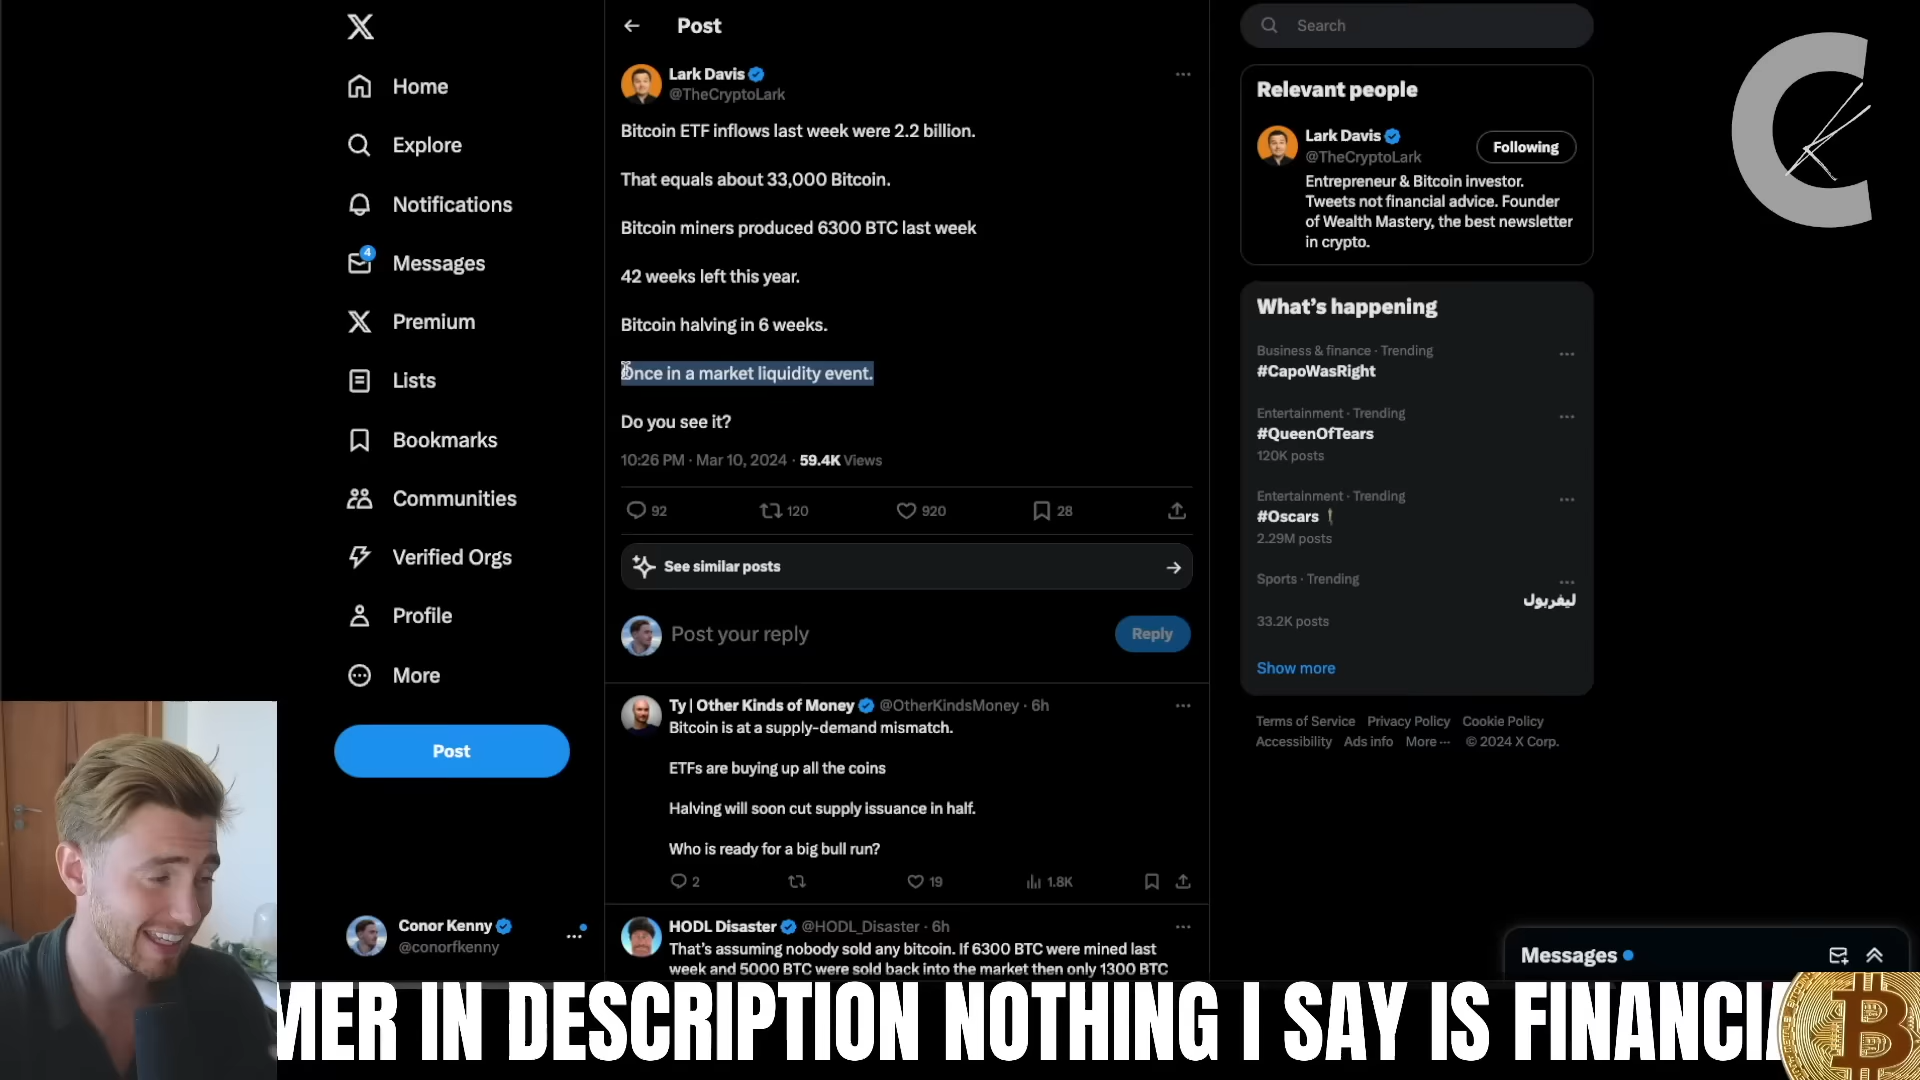 Home
Explore
Notifications
4
Messages
Premium
Lists
Bookmarks
Communities
Verified Orgs
Profile
More
Post
Conor Kenny
@conorfkenny
Post
Lark Davis
@TheCryptoLark
Bitcoin ETF inflows last week were 2.2 billion.
That equals about 33,000 Bitcoin.
Bitcoin miners produced 6300 BTC last week
42 weeks left this year.
Bitcoin halving in 6 weeks.
Once in a market liquidity event.
Do you see it?
10:26 PM · Mar 10, 2024 · 59.4K Views
92 120 920 28
See similar posts
Post your reply
Reply
Ty | Other Kinds of Money @OtherKindsMoney · 6h
Bitcoin is at a supply-demand mismatch.
ETFs are buying up all the coins
Halving will soon cut supply issuance in half.
Who is ready for a big bull run?
2 19 1.8K
HODL Disaster @HODL_Disaster · 6h
That's assuming nobody sold any bitcoin. If 6300 BTC were mined last
week and 5000 BTC were sold back into the market then only 1300 BTC
Search
Relevant people
Lark Davis
@TheCryptoLark
Following
Entrepreneur & Bitcoin investor.
Tweets not financial advice. Founder
of Wealth Mastery, the best newsletter
in crypto.
What's happening
Business & finance · Trending
#CapoWasRight
Entertainment · Trending
#QueenOfTears
120K posts
Entertainment · Trending
#Oscars
2.29M posts
Sports · Trending
ليفربول
33.2K posts
Show more
Terms of Service Privacy Policy Cookie Policy
Accessibility Ads info More ··· © 2024 X Corp.
Messages
MER IN DESCRIPTION NOTHING I SAY IS FINANCIA